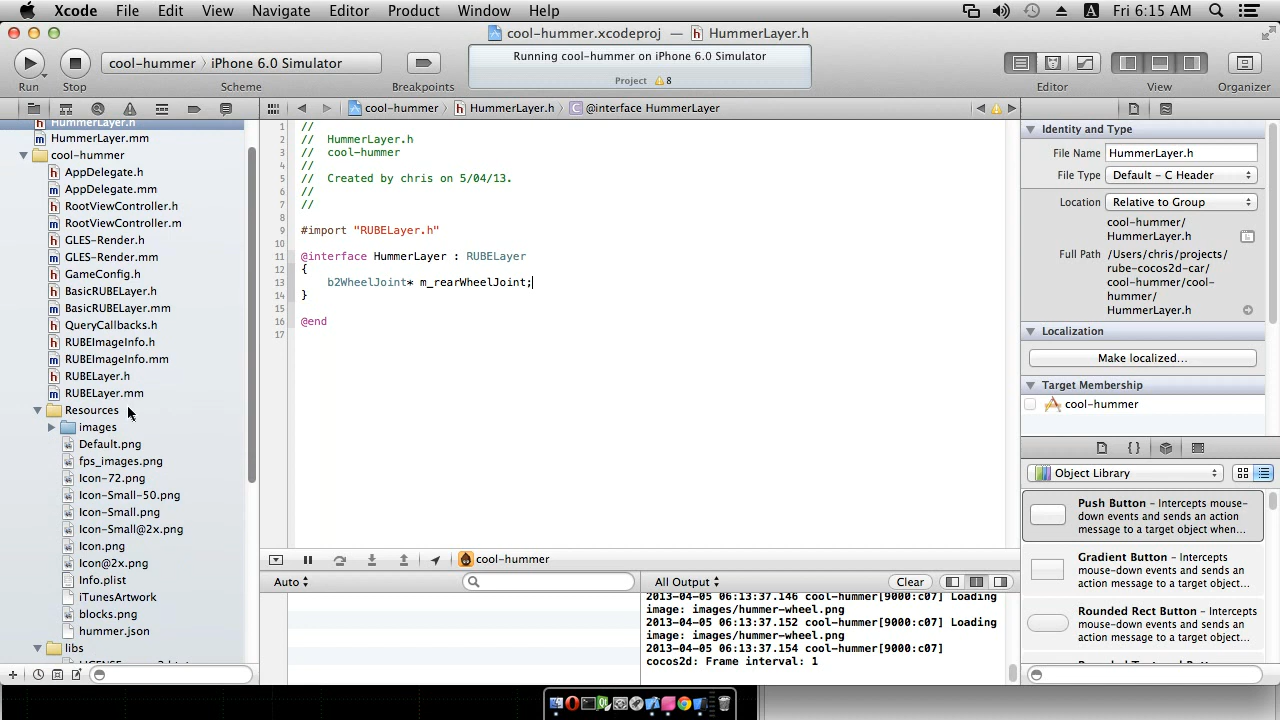 Xcode File Edit View Navigate Editor Product Window Help
A Fri 6:15 AM
cool-hummer.xcodeproj — HummerLayer.h
cool-hummer iPhone 6.0 Simulator
Running cool-hummer on iPhone 6.0 Simulator
Project 8
Run Stop Scheme Breakpoints Editor View Organizer
cool-hummer HummerLayer.h @interface HummerLayer
HummerLayer.h
HummerLayer.mm
cool-hummer
AppDelegate.h
AppDelegate.mm
RootViewController.h
RootViewController.m
GLES-Render.h
GLES-Render.mm
GameConfig.h
BasicRUBELayer.h
BasicRUBELayer.mm
QueryCallbacks.h
RUBEImageInfo.h
RUBEImageInfo.mm
RUBELayer.h
RUBELayer.mm
Resources
images
Default.png
fps_images.png
Icon-72.png
Icon-Small-50.png
Icon-Small.png
Icon-Small@2x.png
Icon.png
Icon@2x.png
Info.plist
iTunesArtwork
blocks.png
hummer.json
libs
1 //
2 // HummerLayer.h
3 // cool-hummer
4 //
5 // Created by chris on 5/04/13.
6 //
7 //
8
9 #import "RUBELayer.h"
10
11 @interface HummerLayer : RUBELayer
12 {
13 b2WheelJoint* m_rearWheelJoint;
14 }
15
16 @end
17
cool-hummer
Auto
All Output Clear
2013-04-05 06:13:37.146 cool-hummer[9000:c07] Loading
image: images/hummer-wheel.png
2013-04-05 06:13:37.152 cool-hummer[9000:c07] Loading
image: images/hummer-wheel.png
2013-04-05 06:13:37.154 cool-hummer[9000:c07]
cocos2d: Frame interval: 1
Identity and Type
File Name HummerLayer.h
File Type Default - C Header
Location Relative to Group
cool-hummer/
HummerLayer.h
Full Path /Users/chris/projects/
rube-cocos2d-car/
cool-hummer/cool-
hummer/
HummerLayer.h
Localization
Make localized...
Target Membership
cool-hummer
{ }
Object Library
Push Button – Intercepts mouse-
down events and sends an action
message to a target object when...
Gradient Button – Intercepts
mouse-down events and sends an
action message to a target object...
Rounded Rect Button – Intercepts
mouse-down events and sends an
action message to a target object...